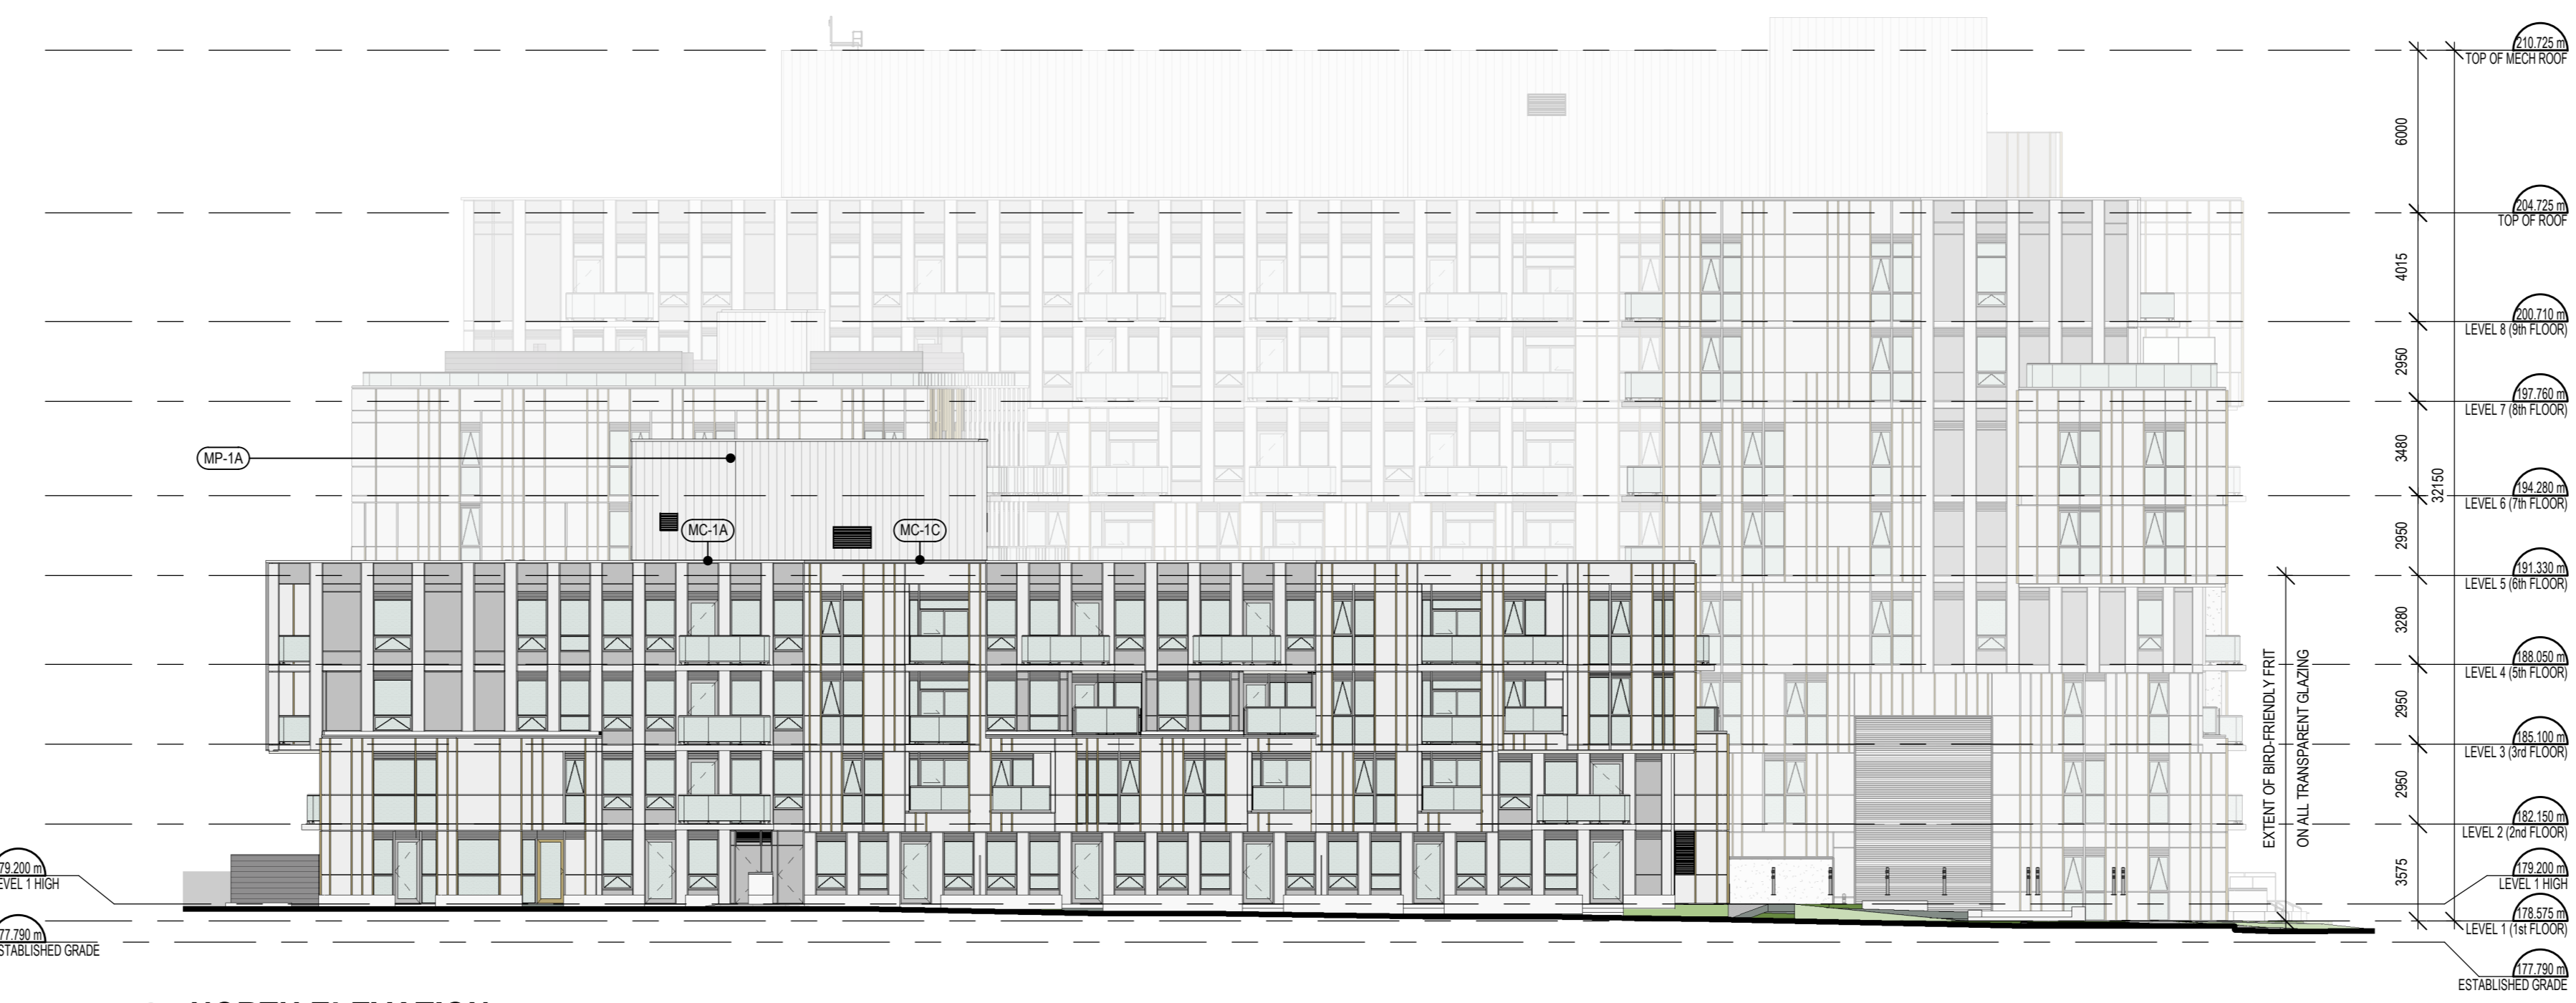 210.725 m
TOP OF MECH ROOF
6000
204.725 m
TOP OF ROOF
4015
200.710 m
LEVEL 8 (9th FLOOR)
2950
197.760 m
LEVEL 7 (8th FLOOR)
MP-1A
3480
32150
194.280 m
LEVEL 6 (7th FLOOR)
MC-1A
MC-1C
2950
191.330 m
LEVEL 5 (6th FLOOR)
3280
188.050 m
LEVEL 4 (5th FLOOR)
EXTENT OF BIRD-FRIENDLY FRIT
ON ALL TRANSPARENT GLAZING
2950
185.100 m
LEVEL 3 (3rd FLOOR)
2950
182.150 m
LEVEL 2 (2nd FLOOR)
3575
79.200 m
EVEL 1 HIGH
179.200 m
LEVEL 1 HIGH
178.575 m
LEVEL 1 (1st FLOOR)
77.790 m
STABLISHED GRADE
177.790 m
ESTABLISHED GRADE
NORTH ELEVATION